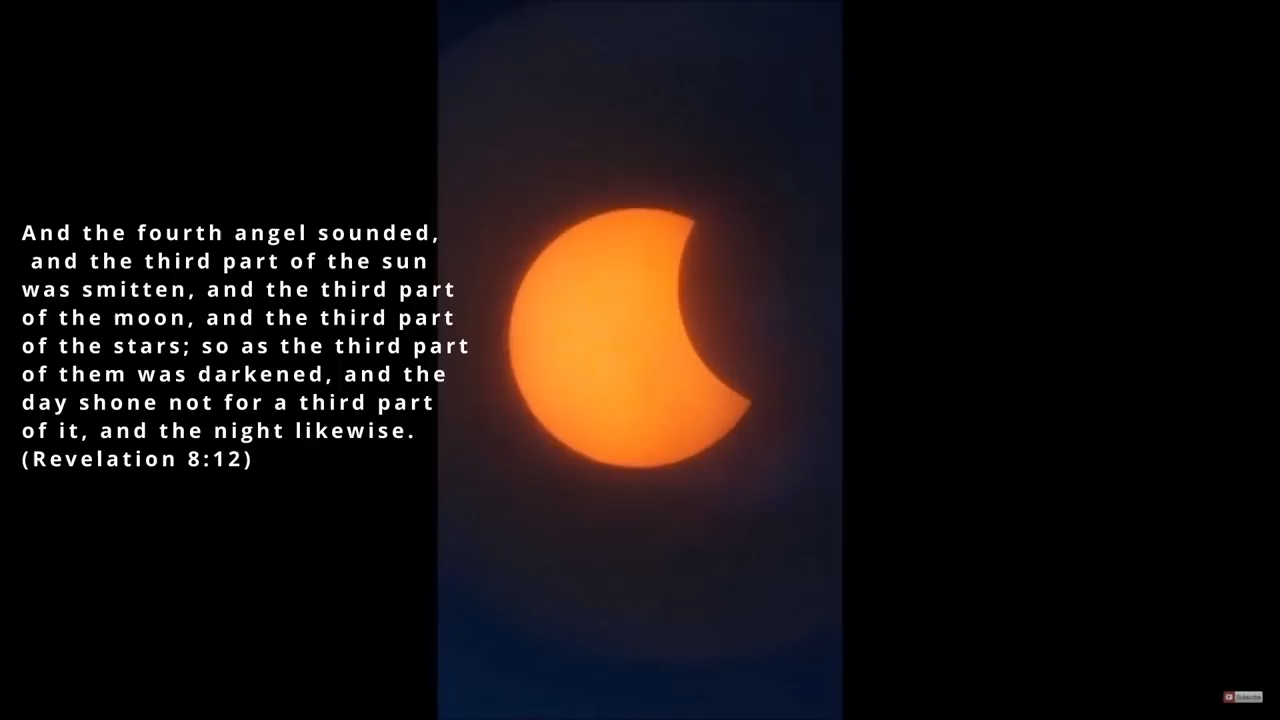 And the fourth angel sounded,
and the third part of the sun
was smitten, and the third part
of the moon, and the third part
of the stars; so as the third part
of them was darkened, and the
day shone not for a third part
of it, and the night likewise.
(Revelation 8:12)
Subscribe